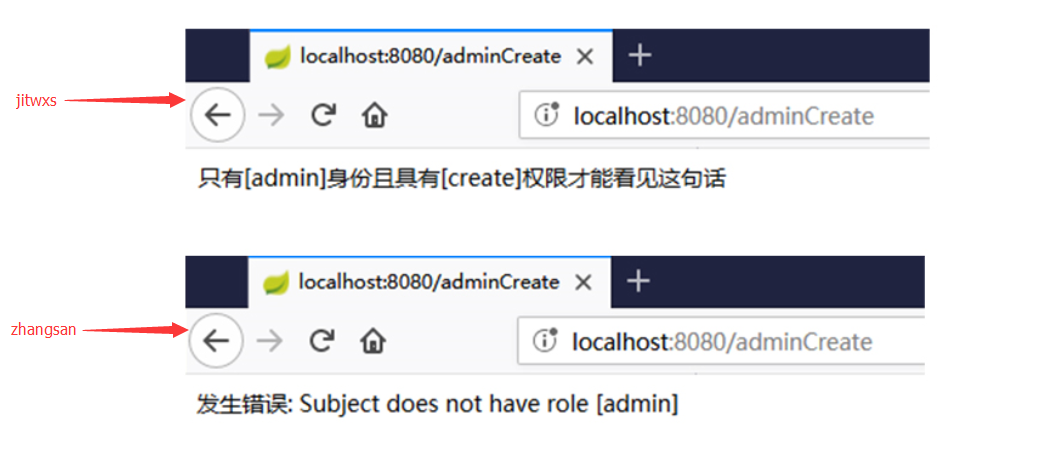 localhost:8080/adminCreate
jitwxs
localhost:8080/adminCreate
只有[admin]身份且具有[create]权限才能看见这句话
localhost:8080/adminCreate
zhangsan
localhost:8080/adminCreate
发生错误: Subject does not have role [admin]